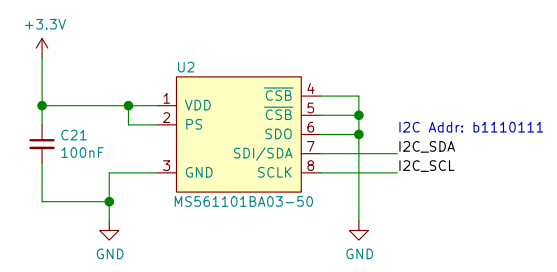 +3.3V
U2
1 VDD
2 PS
3 GND
CSB 4
CSB 5
SDO 6
SDI/SDA 7
SCLK 8
C21
100nF
I2C Addr: b1110111
I2C_SDA
I2C_SCL
MS561101BA03-50
GND
GND